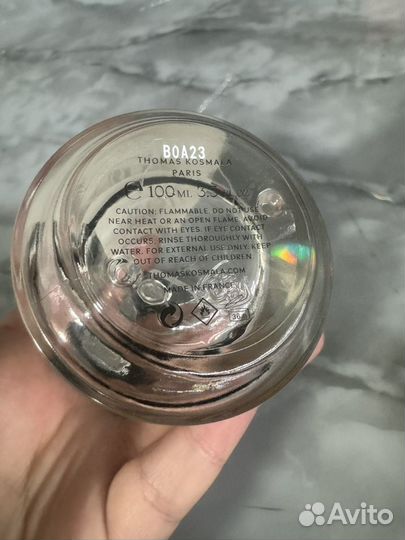 BOA23
THOMAS KOSMALA
PARIS
100 ML 3.
CAUTION: FLAMMABLE. DO NOT USE
NEAR HEAT OR AN OPEN FLAME. AVOID
CONTACT WITH EYES. IF EYE CONTACT
OCCURS, RINSE THOROUGHLY WITH
WATER. FOR EXTERNAL USE ONLY. KEEP
OUT OF REACH OF CHILDREN
THOMASKOSMALA.COM
MADE IN FRANCE
Avito